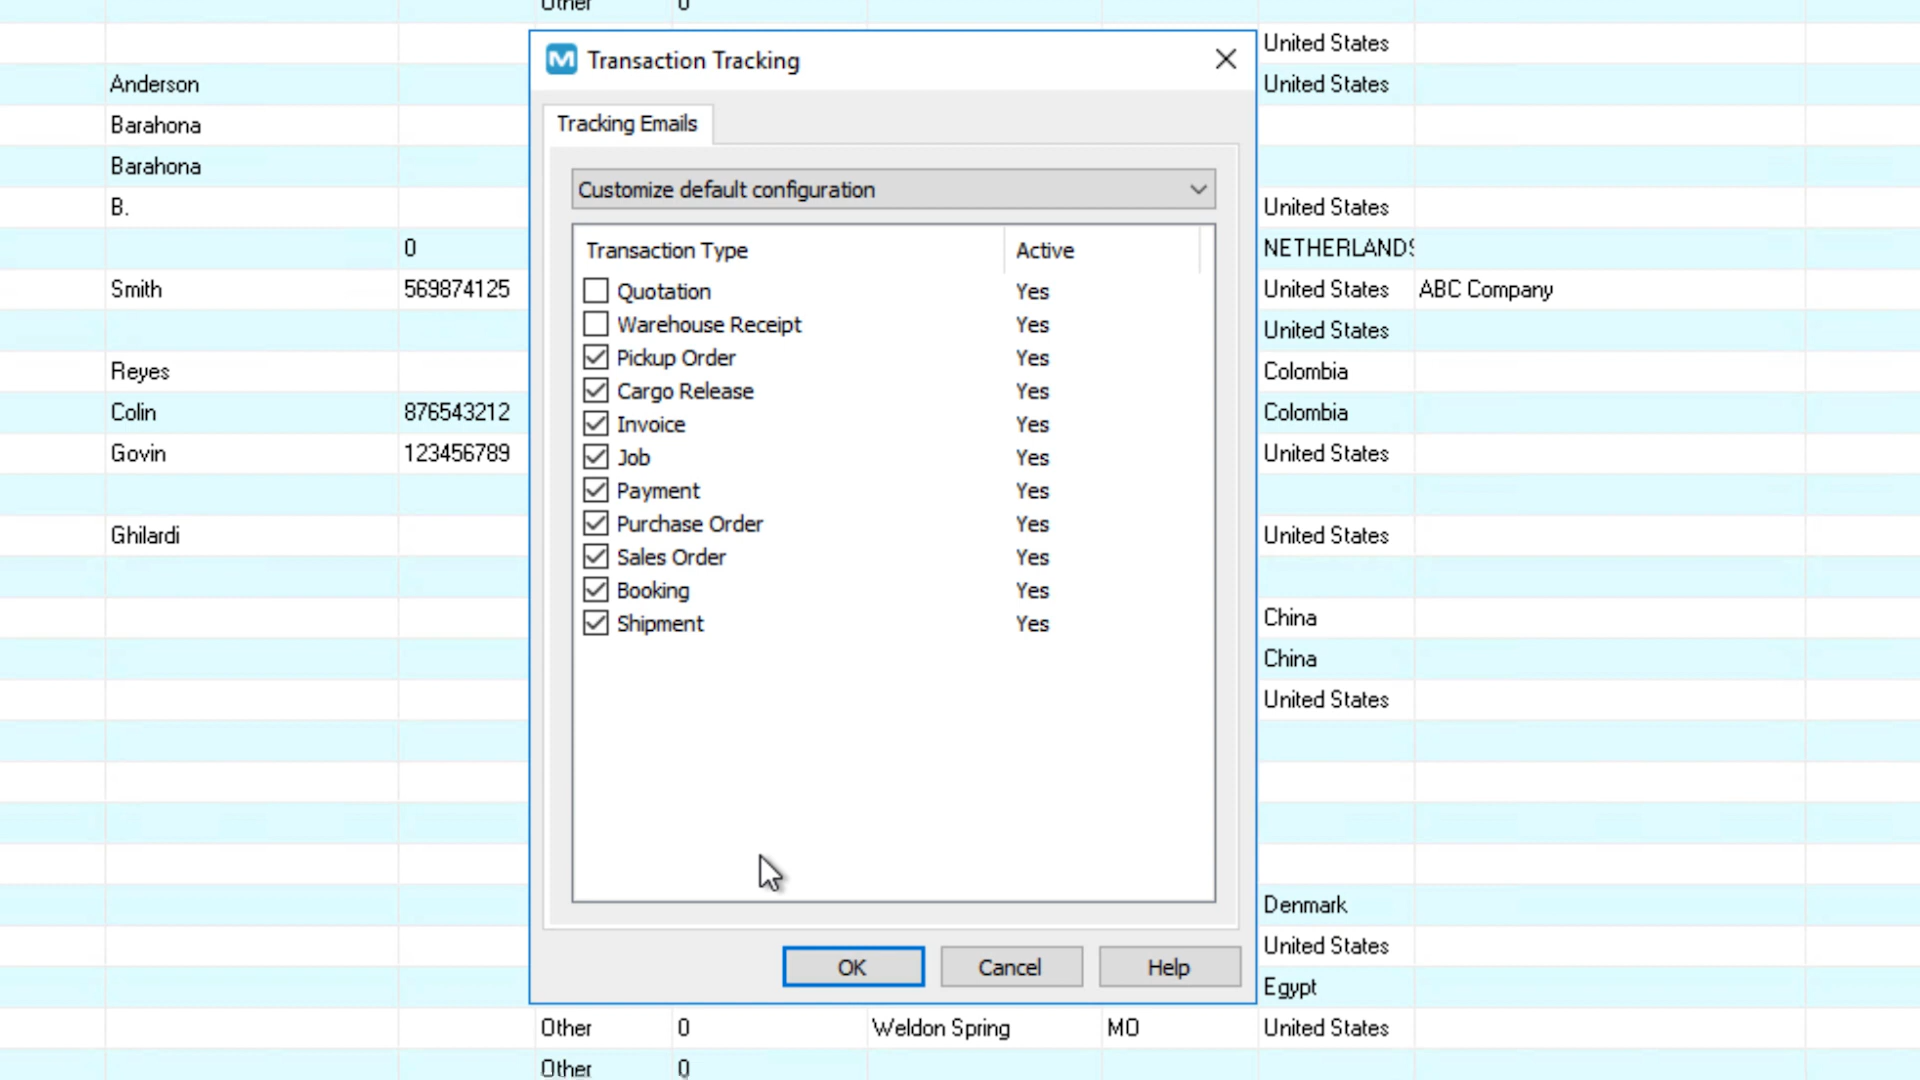 Other 0
United States
Anderson United States
Barahona
Barahona
B. United States
0 NETHERLANDS
Smith 569874125 United States ABC Company
United States
Reyes Colombia
Colin 876543212 Colombia
Govin 123456789 United States
Ghilardi United States
China
China
United States
Denmark
United States
Egypt
Other 0 Weldon Spring MO United States
Other 0
M Transaction Tracking
Tracking Emails
Customize default configuration
Transaction Type Active
Quotation Yes
Warehouse Receipt Yes
Pickup Order Yes
Cargo Release Yes
Invoice Yes
Job Yes
Payment Yes
Purchase Order Yes
Sales Order Yes
Booking Yes
Shipment Yes
OK Cancel Help